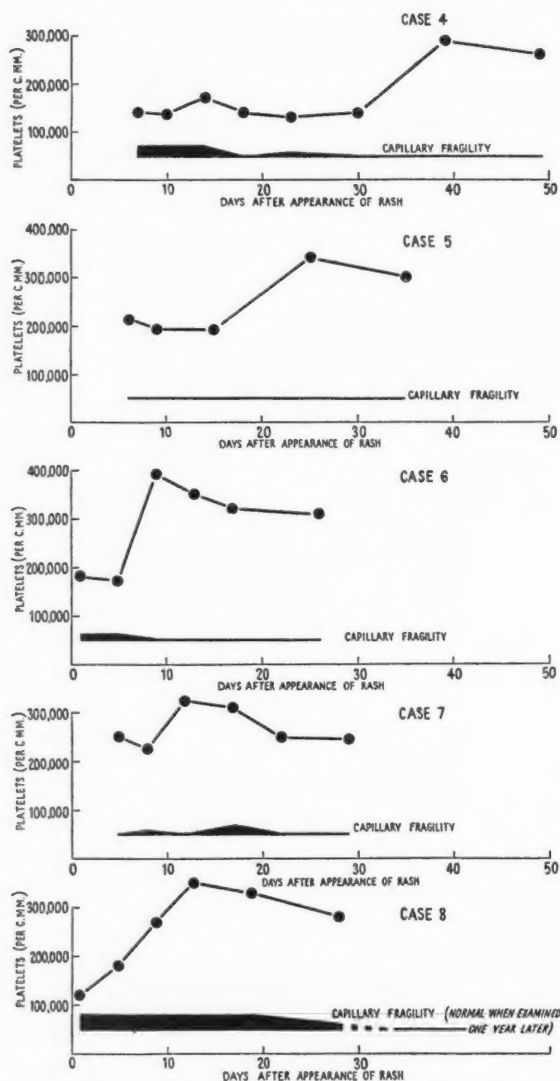 CASE 4
PLATELETS (PER C. MM.)
300,000
200,000
100,000
CAPILLARY FRAGILITY
0 10 20 30 40 50
DAYS AFTER APPEARANCE OF RASH
CASE 5
PLATELETS (PER C. MM.)
400,000
300,000
200,000
100,000
CAPILLARY FRAGILITY
0 10 20 30 40 50
DAYS AFTER APPEARANCE OF RASH
CASE 6
PLATELETS (PER C. MM.)
400,000
300,000
200,000
100,000
CAPILLARY FRAGILITY
0 10 20 30 40 50
DAYS AFTER APPEARANCE OF RASH
CASE 7
PLATELETS (PER C MM.)
300,000
200,000
100,000
CAPILLARY FRAGILITY
0 10 20 30 40 50
DAYS AFTER APPEARANCE OF RASH
CASE 8
PLATELETS (PER C.MM.)
300,000
200,000
100,000
CAPILLARY FRAGILITY (NORMAL WHEN EXAMINED
ONE YEAR LATER)
0 10 20 30 40 50
DAYS AFTER APPEARANCE OF RASH